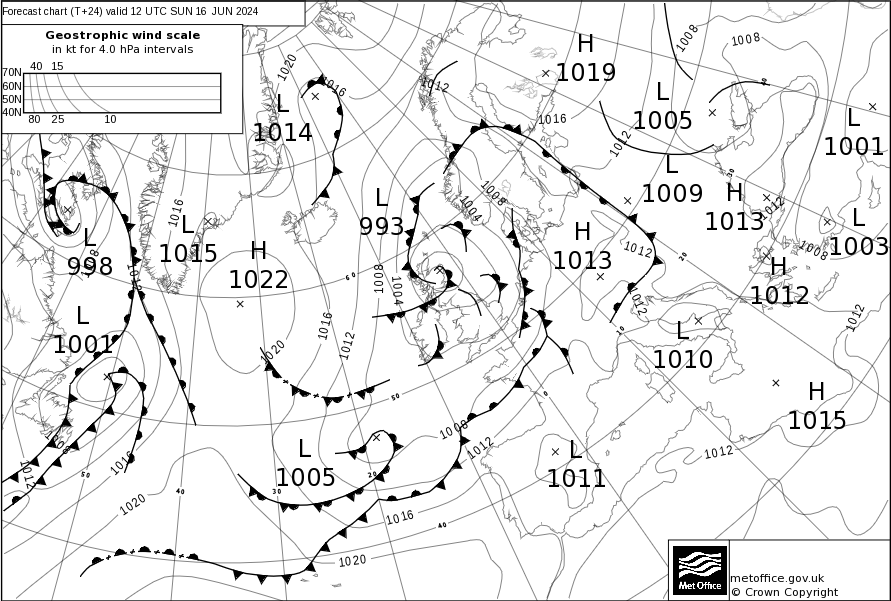 Forecast chart (T+24) valid 12 UTC SUN 16 JUN 2024
Geostrophic wind scale
in kt for 4.0 hPa intervals
40 15
70N
60N
50N
40N
80 25 10
H
1019
L
1005
L
1001
L
1014
L
1009
H
1013
L
1003
L
993
H
1013
H
1012
L
998
L
1015
H
1022
L
1001
L
1010
H
1015
L
1005
L
1011
1020
1016
1012
1016
1008
1008
1012
1016
1008
1004
1012
1012
1008
1012
1012
1008
1004
1016
1012
1020
1008
1012
1012
1016
1012
1020
1016
1020
60
50
50
40
30
20
40
0
10
20
30
40
metoffice.gov.uk
© Crown Copyright
Met Office